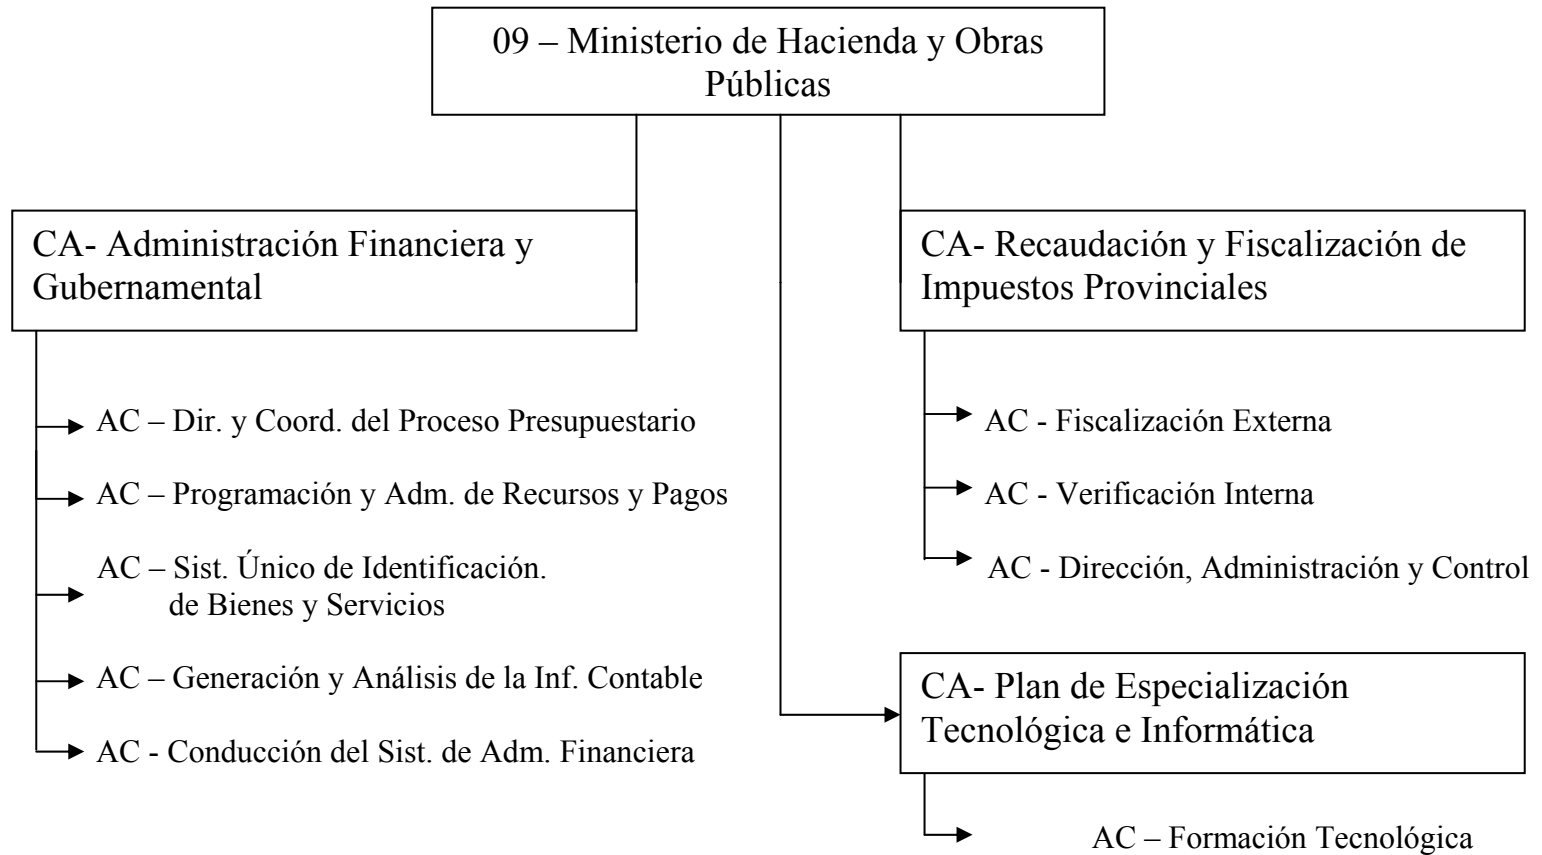 09 – Ministerio de Hacienda y Obras
Públicas
CA- Administración Financiera y
Gubernamental
AC – Dir. y Coord. del Proceso Presupuestario
AC – Programación y Adm. de Recursos y Pagos
AC – Sist. Único de Identificación.
de Bienes y Servicios
AC – Generación y Análisis de la Inf. Contable
AC - Conducción del Sist. de Adm. Financiera
CA- Recaudación y Fiscalización de
Impuestos Provinciales
AC - Fiscalización Externa
AC - Verificación Interna
AC - Dirección, Administración y Control
CA- Plan de Especialización
Tecnológica e Informática
AC – Formación Tecnológica